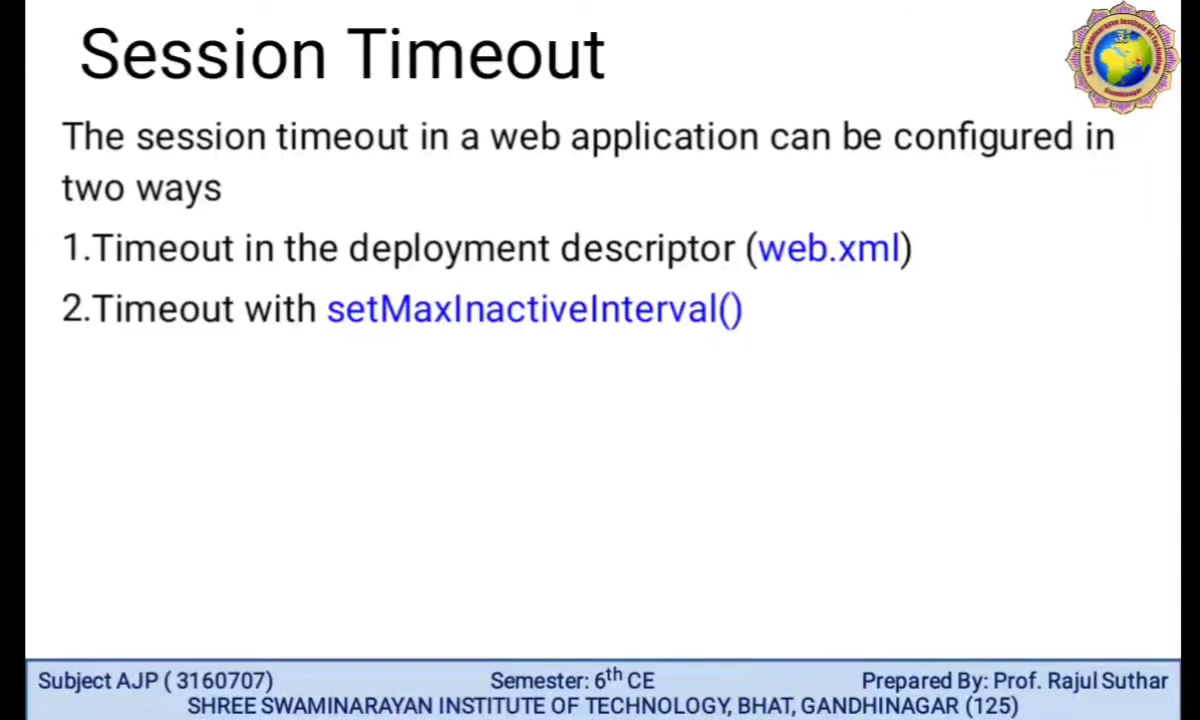 Session Timeout
The session timeout in a web application can be configured in
two ways
1.Timeout in the deployment descriptor (web.xml)
2.Timeout with setMaxInactiveInterval()
Subject AJP ( 3160707) Semester: 6th CE Prepared By: Prof. Rajul Suthar
SHREE SWAMINARAYAN INSTITUTE OF TECHNOLOGY, BHAT, GANDHINAGAR (125)